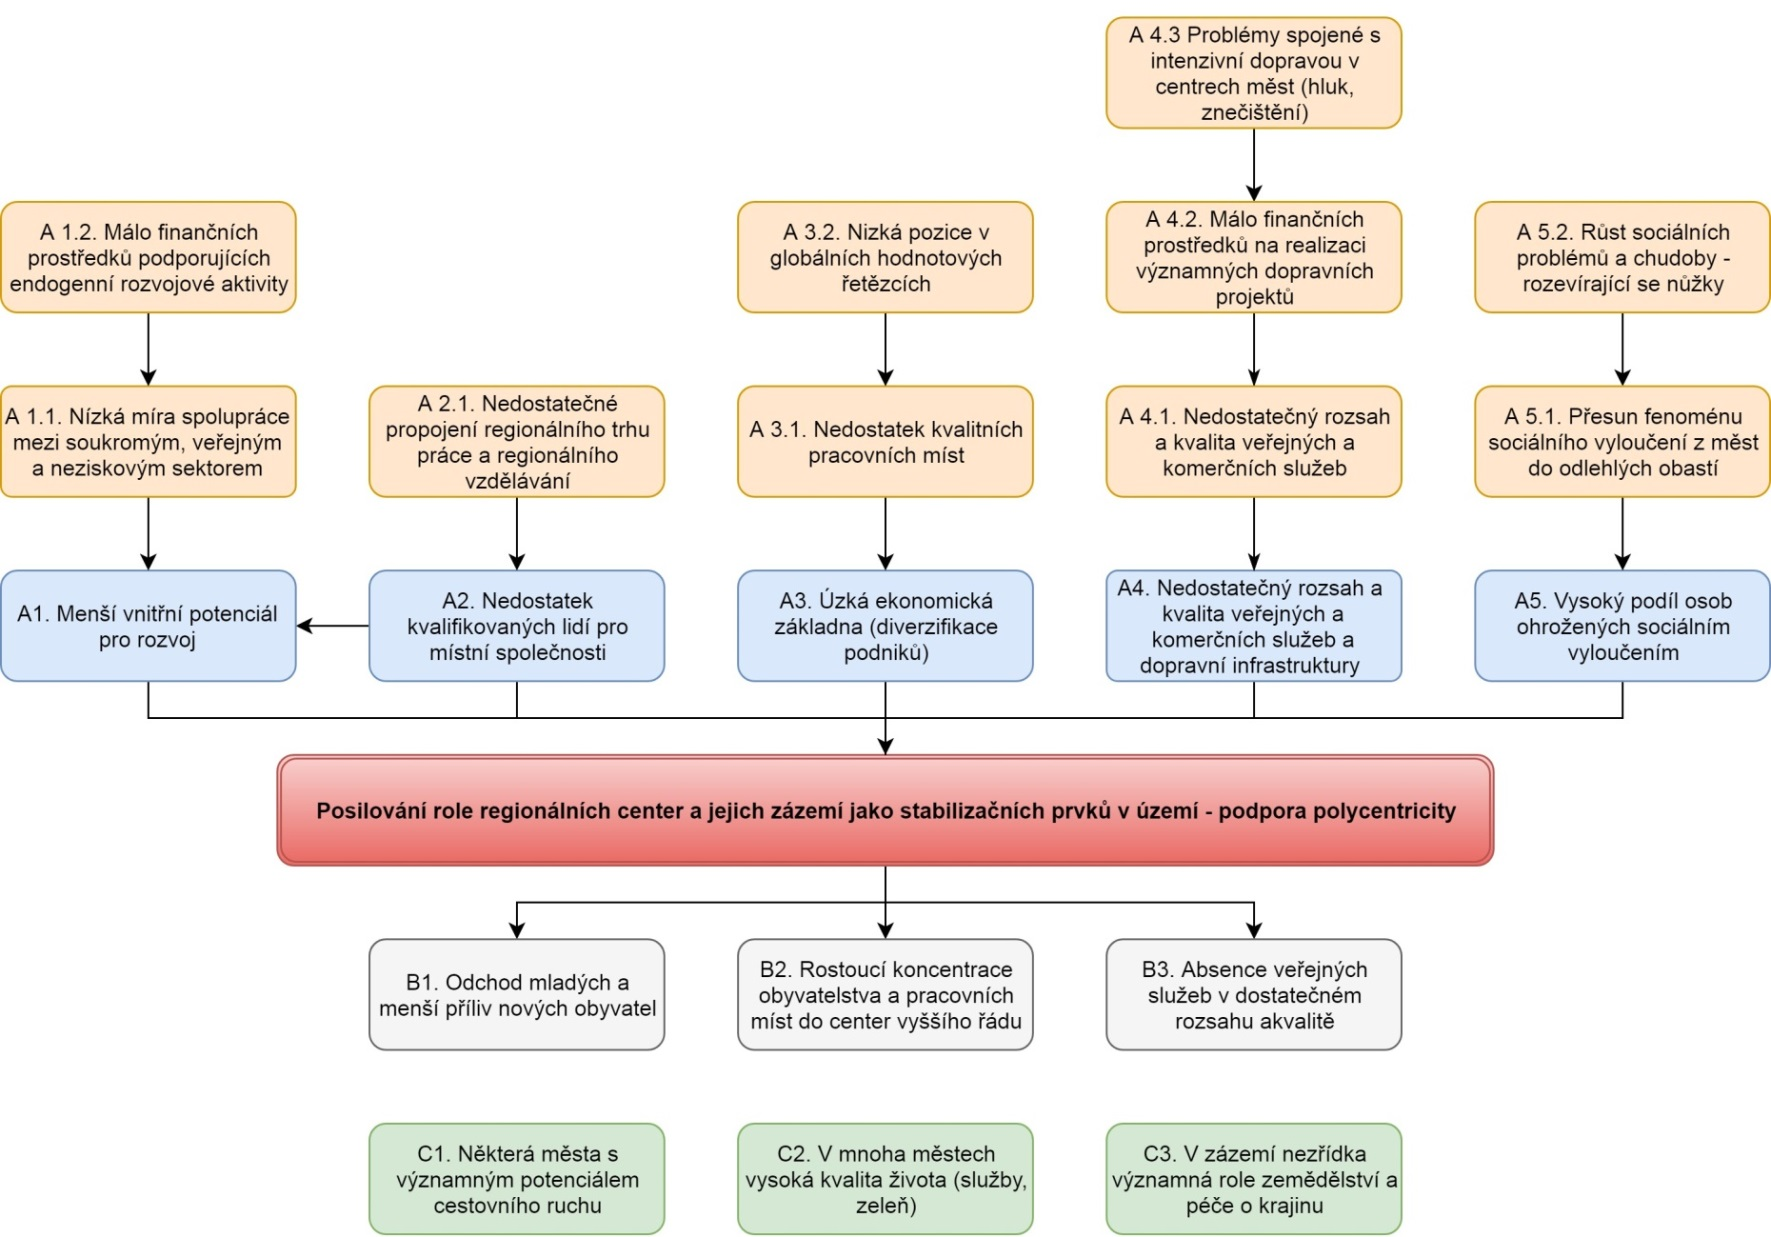 A 4.3 Problémy spojené s
intenzivní dopravou v
centrech měst (hluk,
znečištění)
A 1.2. Málo finančních
prostředků podporujících
endogenní rozvojové aktivity
A 3.2. Nizká pozice v
globálních hodnotových
řetězcích
A 4.2. Málo finančních
prostředků na realizaci
významných dopravních
projektů
A 5.2. Růst sociálních
problémů a chudoby -
rozevírající se nůžky
A 1.1. Nízká míra spolupráce
mezi soukromým, veřejným
a neziskovým sektorem
A 2.1. Nedostatečné
propojení regionálního trhu
práce a regionálního
vzdělávání
A 3.1. Nedostatek kvalitních
pracovních míst
A 4.1. Nedostatečný rozsah
a kvalita veřejných a
komerčních služeb
A 5.1. Přesun fenoménu
sociálního vyloučení z měst
do odlehlých obastí
A1. Menší vnitřní potenciál
pro rozvoj
A2. Nedostatek
kvalifikovaných lidí pro
místní společnosti
A3. Úzká ekonomická
základna (diverzifikace
podniků)
A4. Nedostatečný rozsah a
kvalita veřejných a
komerčních služeb a
dopravní infrastruktury
A5. Vysoký podíl osob
ohrožených sociálním
vyloučením
Posilování role regionálních center a jejich zázemí jako stabilizačních prvků v území - podpora polycentricity
B1. Odchod mladých a
menší příliv nových obyvatel
B2. Rostoucí koncentrace
obyvatelstva a pracovních
míst do center vyššího řádu
B3. Absence veřejných
služeb v dostatečném
rozsahu akvalitě
C1. Některá města s
významným potenciálem
cestovního ruchu
C2. V mnoha městech
vysoká kvalita života (služby,
zeleň)
C3. V zázemí nezřídka
významná role zemědělství a
péče o krajinu